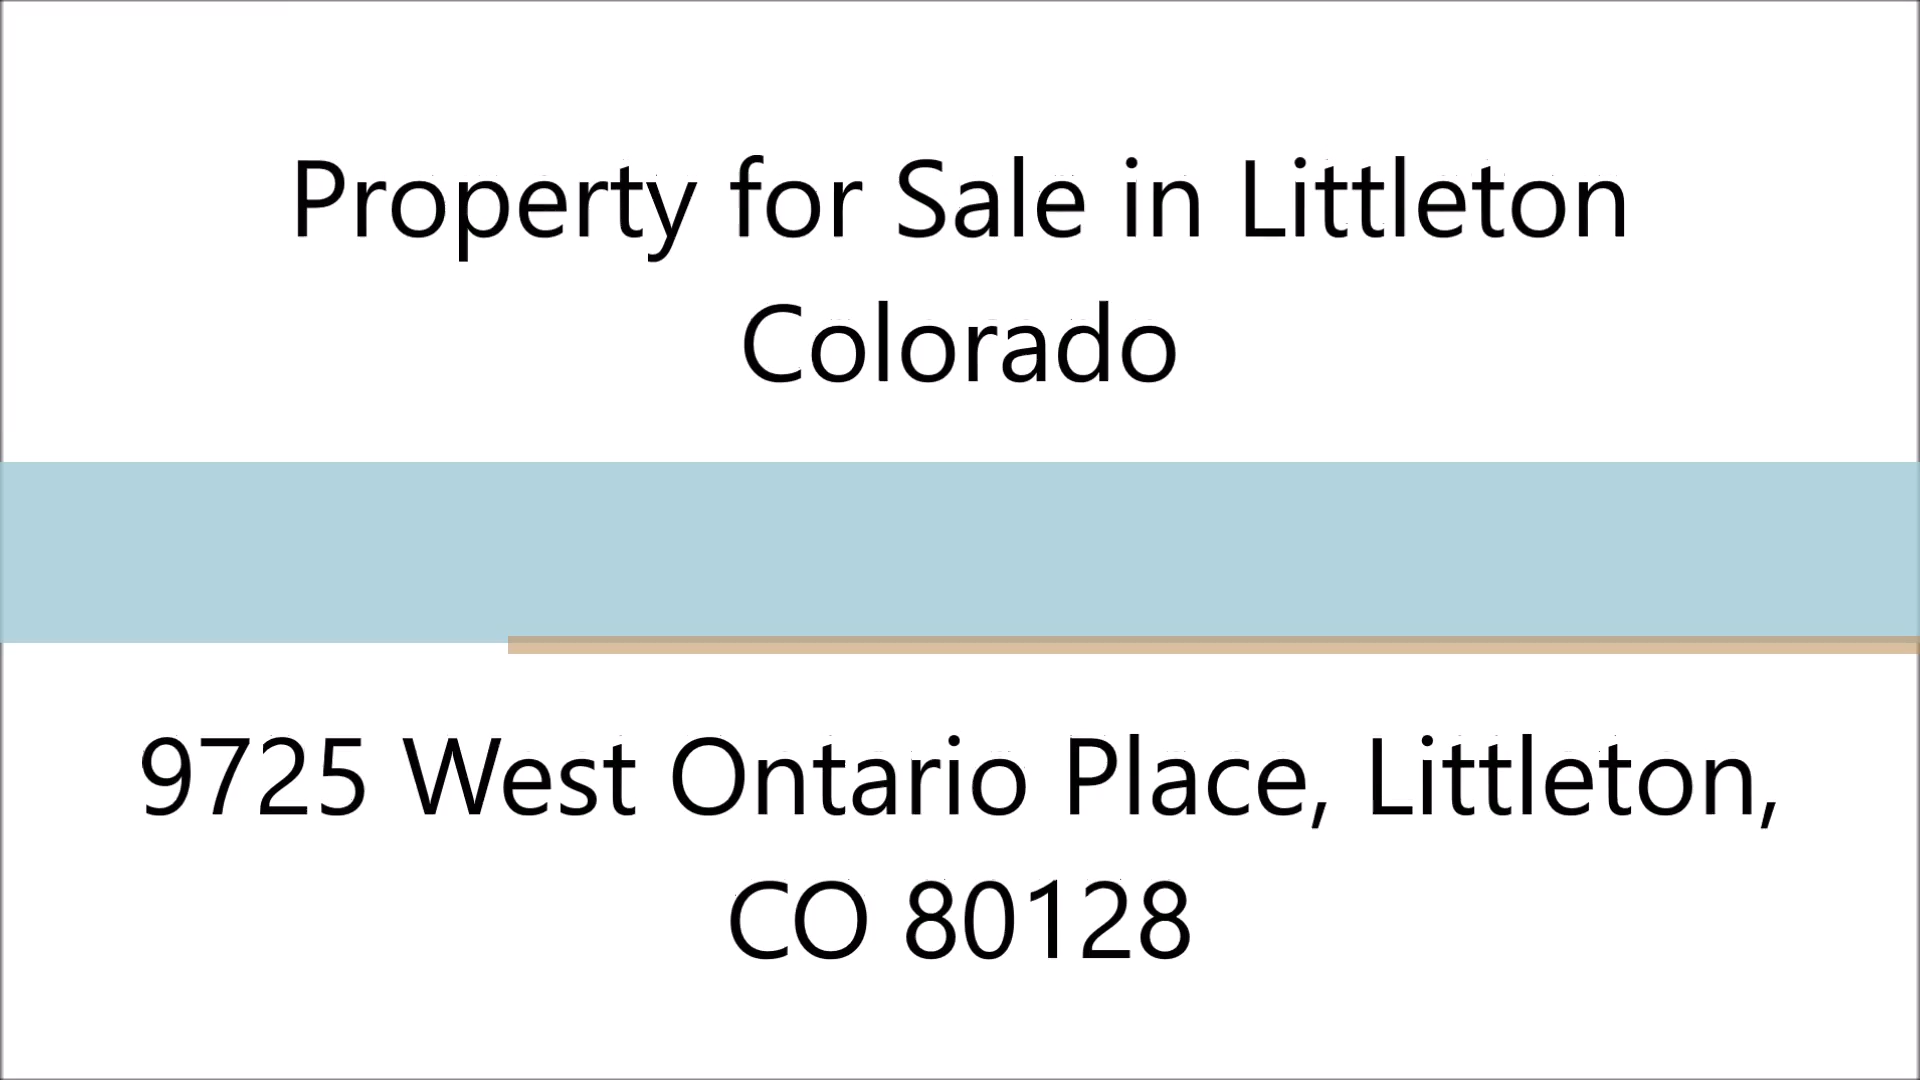 Property for Sale in Littleton
Colorado
9725 West Ontario Place, Littleton,
CO 80128